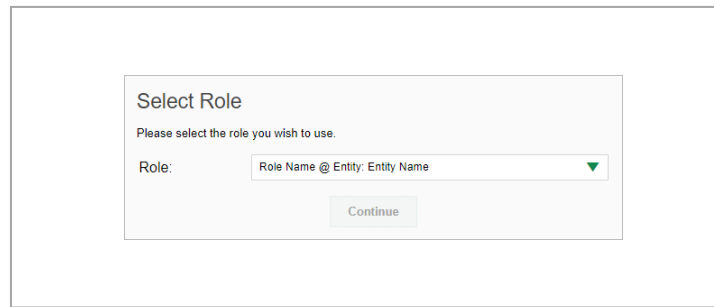 Select Role
Please select the role you wish to use.
Role: Role Name @ Entity: Entity Name
Continue